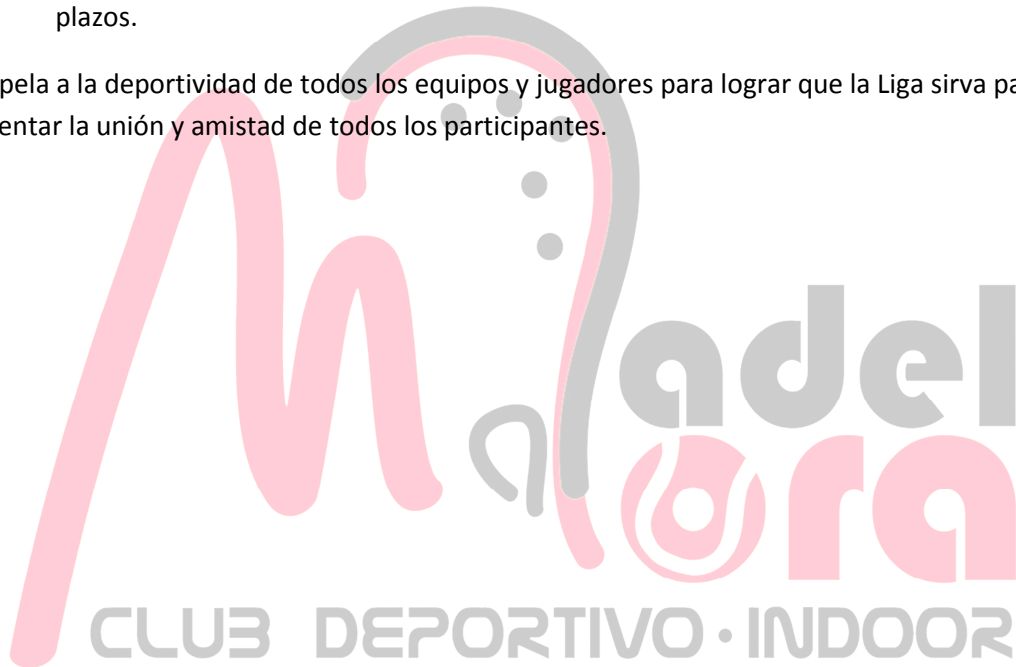 plazos.
pela a la deportividad de todos los equipos y jugadores para lograr que la Liga sirva pa
entar la unión y amistad de todos los participantes.
adel
ora
CLUB DEPORTIVO · INDOOR